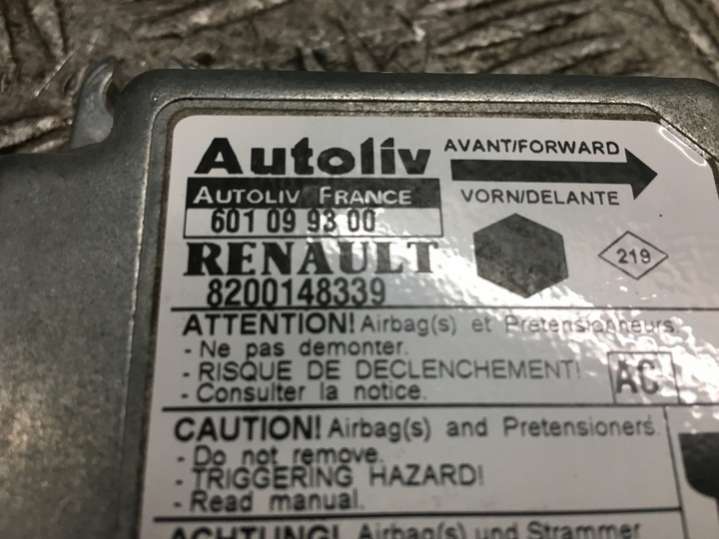 Autoliv
AVANT/FORWARD
AUTOLIV FRANCE
VORN/DELANTE
601 09 93 00
RENAULT
219
8200148339
ATTENTION! Airbag(s) et Pretensionneurs.
- Ne pas demonter.
- RISQUE DE DECLENCHEMENT!
AC
- Consulter la notice.
CAUTION! Airbag(s) and Pretensioners.
- Do not remove.
- TRIGGERING HAZARD!
- Read manual.
ACHTUNG! Airbag(s) und Strammer